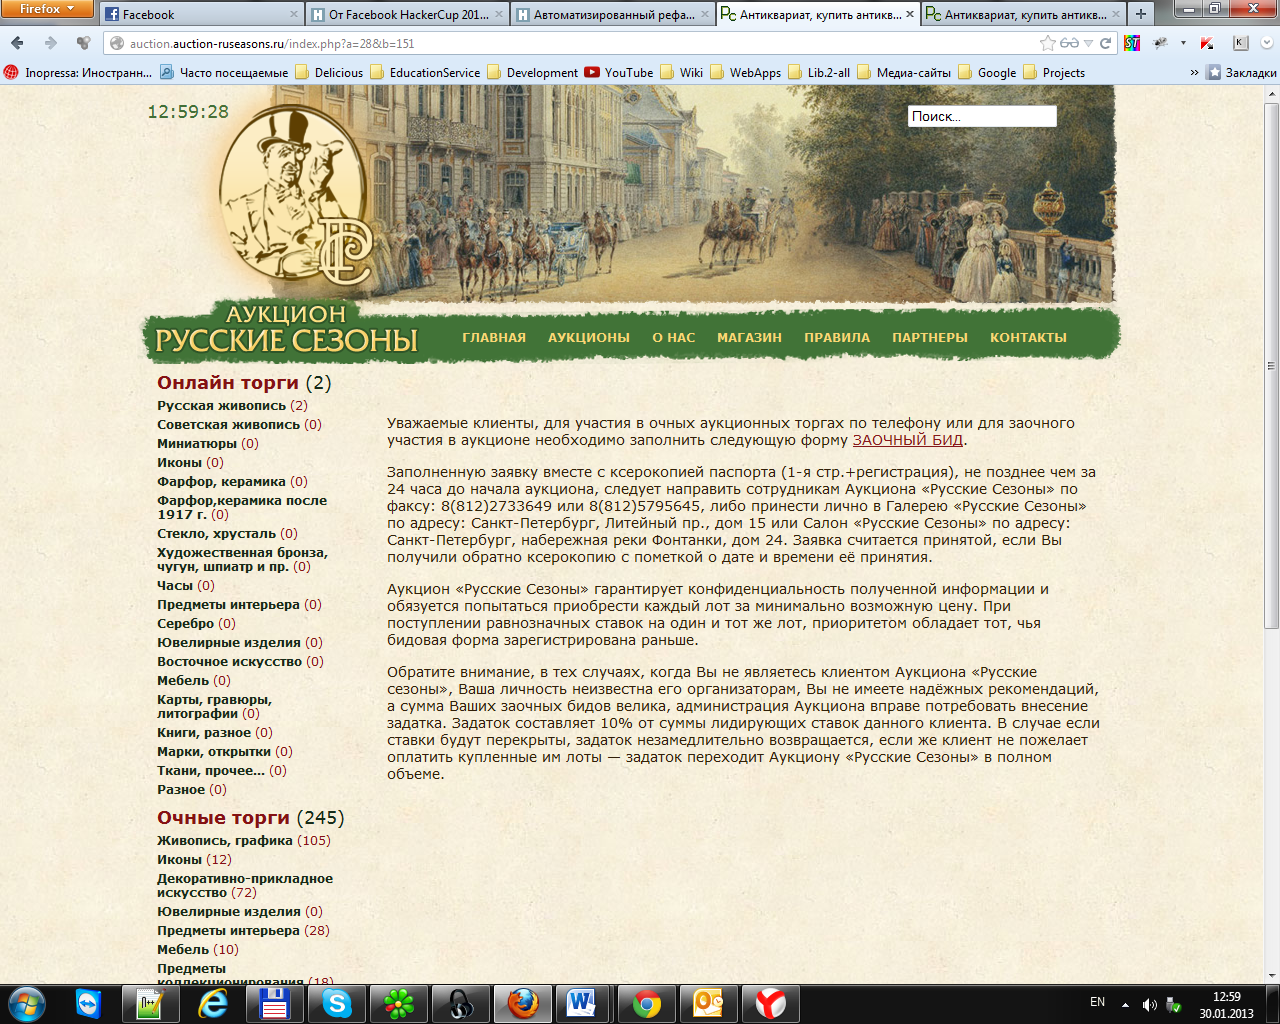 Firefox
Facebook
От Facebook HackerCup 201...
Автоматизированный рефа...
Антиквариат, купить антикв...
Антиквариат, купить антикв...
auction.auction-ruseasons.ru/index.php?a=28&b=151
Inopressa: Иностранн...
Часто посещаемые
Delicious
EducationService
Development
YouTube
Wiki
WebApps
Lib.2-all
Медиа-сайты
Google
Projects
»
Закладки
12:59:28
Поиск...
АУКЦИОН
РУССКИЕ СЕЗОНЫ
ГЛАВНАЯ АУКЦИОНЫ О НАС МАГАЗИН ПРАВИЛА ПАРТНЕРЫ КОНТАКТЫ
Онлайн торги (2)
Русская живопись (2)
Советская живопись (0)
Миниатюры (0)
Иконы (0)
Фарфор, керамика (0)
Фарфор,керамика после
1917 г. (0)
Стекло, хрусталь (0)
Художественная бронза,
чугун, шпиатр и пр. (0)
Часы (0)
Предметы интерьера (0)
Серебро (0)
Ювелирные изделия (0)
Восточное искусство (0)
Мебель (0)
Карты, гравюры,
литографии (0)
Книги, разное (0)
Марки, открытки (0)
Ткани, прочее... (0)
Разное (0)
Очные торги (245)
Живопись, графика (105)
Иконы (12)
Декоративно-прикладное
искусство (72)
Ювелирные изделия (0)
Предметы интерьера (28)
Мебель (10)
Предметы
коллекционирования (18)
Уважаемые клиенты, для участия в очных аукционных торгах по телефону или для заочного
участия в аукционе необходимо заполнить следующую форму ЗАОЧНЫЙ БИД.
Заполненную заявку вместе с ксерокопией паспорта (1-я стр.+регистрация), не позднее чем за
24 часа до начала аукциона, следует направить сотрудникам Аукциона «Русские Сезоны» по
факсу: 8(812)2733649 или 8(812)5795645, либо принести лично в Галерею «Русские Сезоны»
по адресу: Санкт-Петербург, Литейный пр., дом 15 или Салон «Русские Сезоны» по адресу:
Санкт-Петербург, набережная реки Фонтанки, дом 24. Заявка считается принятой, если Вы
получили обратно ксерокопию с пометкой о дате и времени её принятия.
Аукцион «Русские Сезоны» гарантирует конфиденциальность полученной информации и
обязуется попытаться приобрести каждый лот за минимально возможную цену. При
поступлении равнозначных ставок на один и тот же лот, приоритетом обладает тот, чья
бидовая форма зарегистрирована раньше.
Обратите внимание, в тех случаях, когда Вы не являетесь клиентом Аукциона «Русские
сезоны», Ваша личность неизвестна его организаторам, Вы не имеете надёжных рекомендаций,
а сумма Ваших заочных бидов велика, администрация Аукциона вправе потребовать внесение
задатка. Задаток составляет 10% от суммы лидирующих ставок данного клиента. В случае если
ставки будут перекрыты, задаток незамедлительно возвращается, если же клиент не пожелает
оплатить купленные им лоты — задаток переходит Аукциону «Русские Сезоны» в полном
объеме.
EN
12:59
30.01.2013